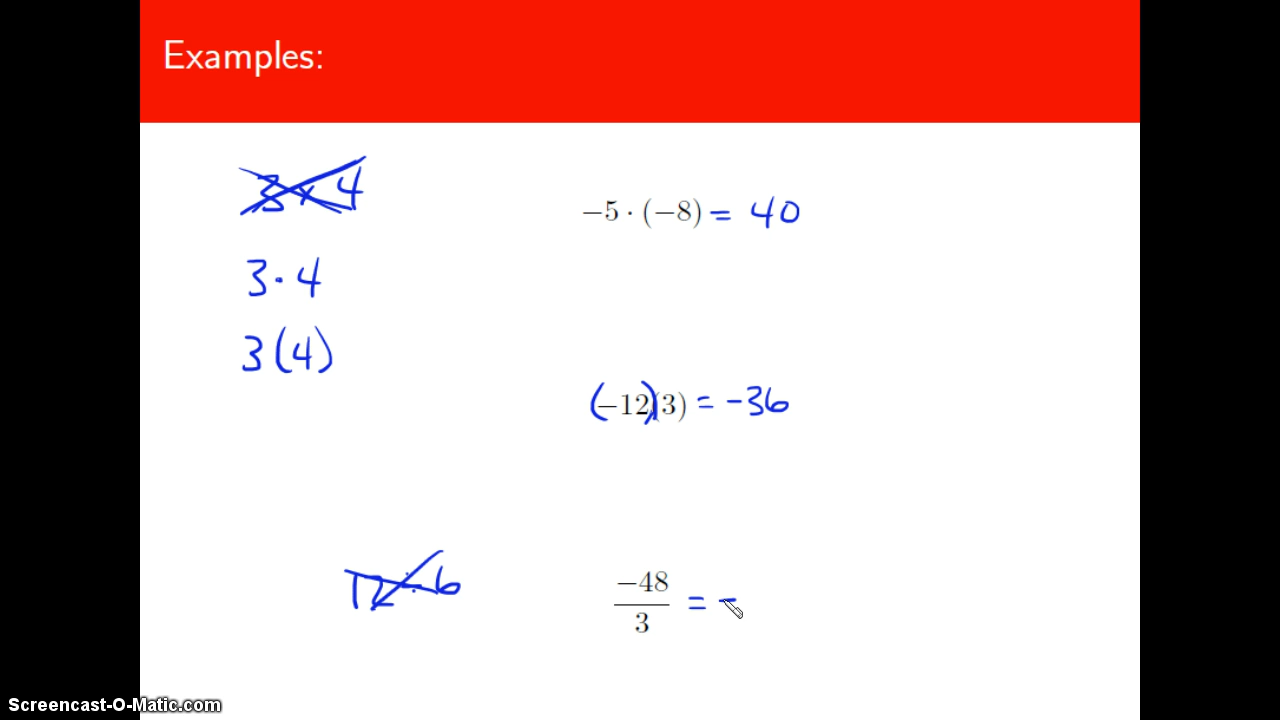 Examples:
3 × 4
−5 · (−8) = 40
3 · 4
3(4)
(−12)(3) = −36
12 ÷ 6
−48
3
= −
Screencast-O-Matic.com